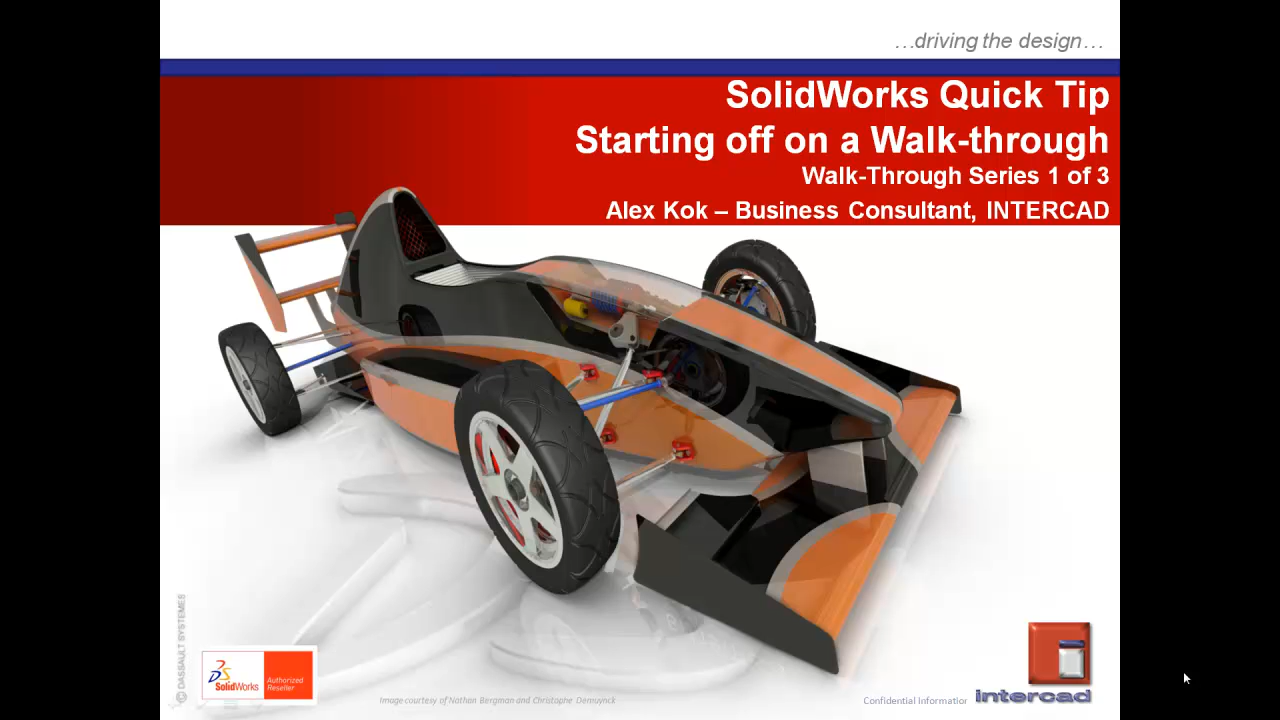 ...driving the design...
SolidWorks Quick Tip
Starting off on a Walk-through
Walk-Through Series 1 of 3
Alex Kok – Business Consultant, INTERCAD
© DASSAULT SYSTEMES
SolidWorks
Authorized
Reseller
Image courtesy of Nathan Bergman and Christophe Demuynck
Confidential Informatior
intercad